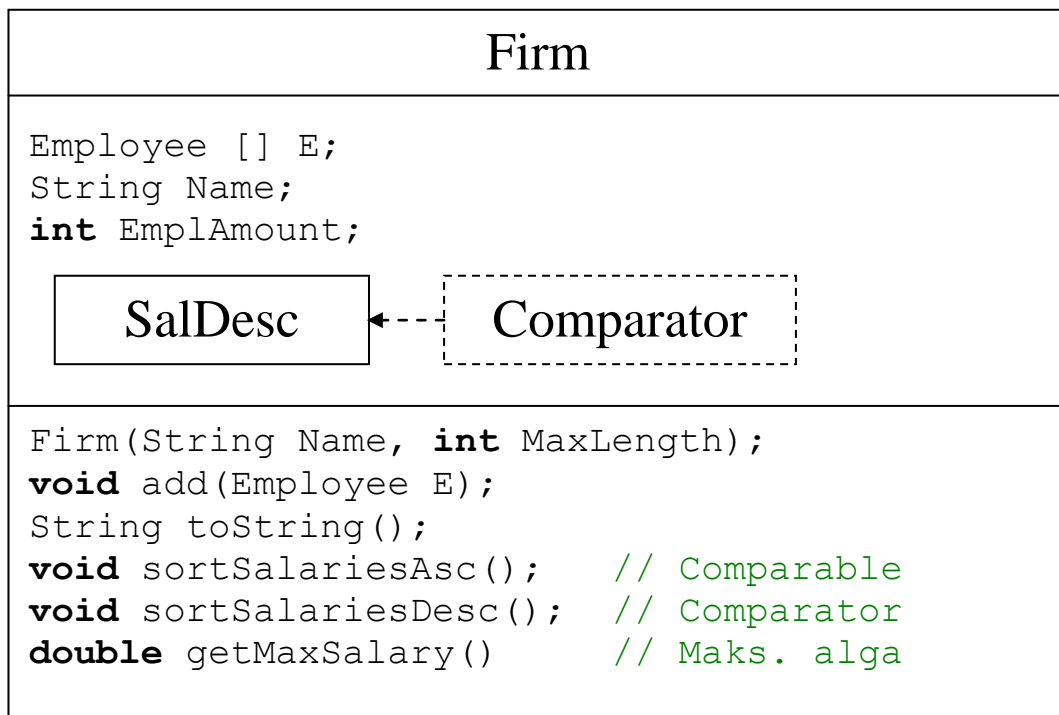 Firm
Employee [] E;
String Name;
int EmplAmount;
SalDesc Comparator
Firm(String Name, int MaxLength);
void add(Employee E);
String toString();
void sortSalariesAsc(); // Comparable
void sortSalariesDesc(); // Comparator
double getMaxSalary() // Maks. alga